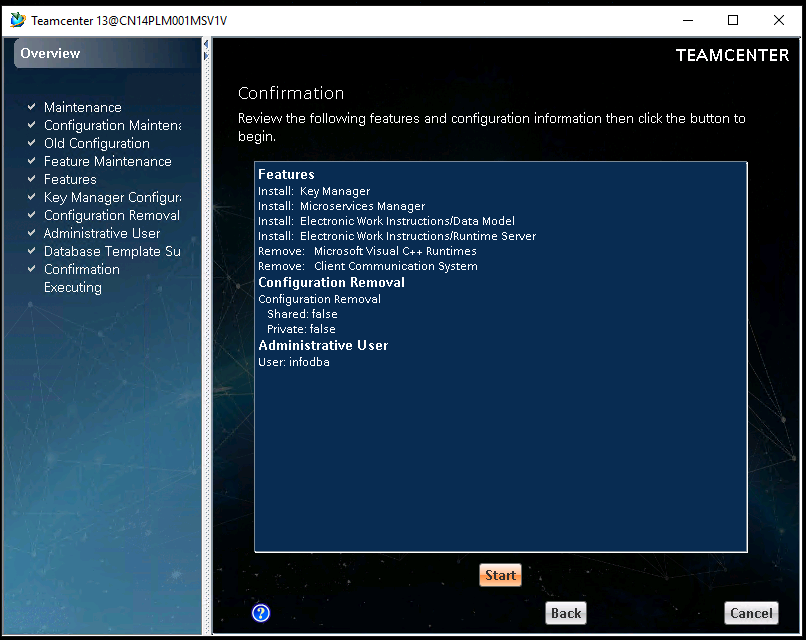 Teamcenter 13@CN14PLM001MSV1V
Overview
Maintenance
Configuration Maintena
Old Configuration
Feature Maintenance
Features
Key Manager Configura
Configuration Removal
Administrative User
Database Template Su
Confirmation
Executing
TEAMCENTER
Confirmation
Review the following features and configuration information then click the button to
begin.
Features
Install: Key Manager
Install: Microservices Manager
Install: Electronic Work Instructions/Data Model
Install: Electronic Work Instructions/Runtime Server
Remove: Microsoft Visual C++ Runtimes
Remove: Client Communication System
Configuration Removal
Configuration Removal
Shared: false
Private: false
Administrative User
User: infodba
Start
?
Back
Cancel